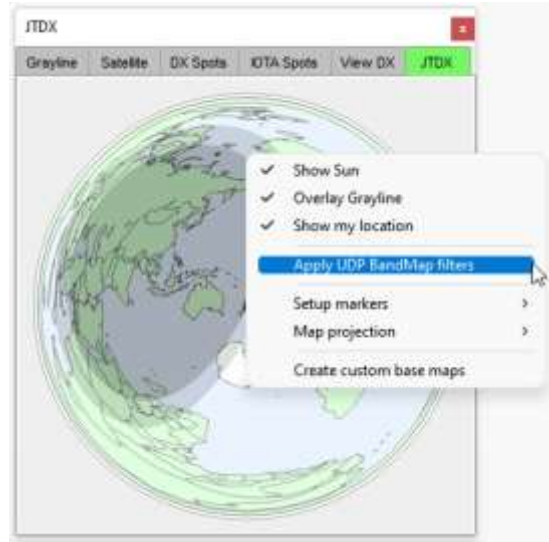 JTDX
x
Grayline Satellite DX Spots IOTA Spots View DX JTDX
Show Sun
Overlay Grayline
Show my location
Apply UDP BandMap filters
Setup markers
Map projection
Create custom base maps